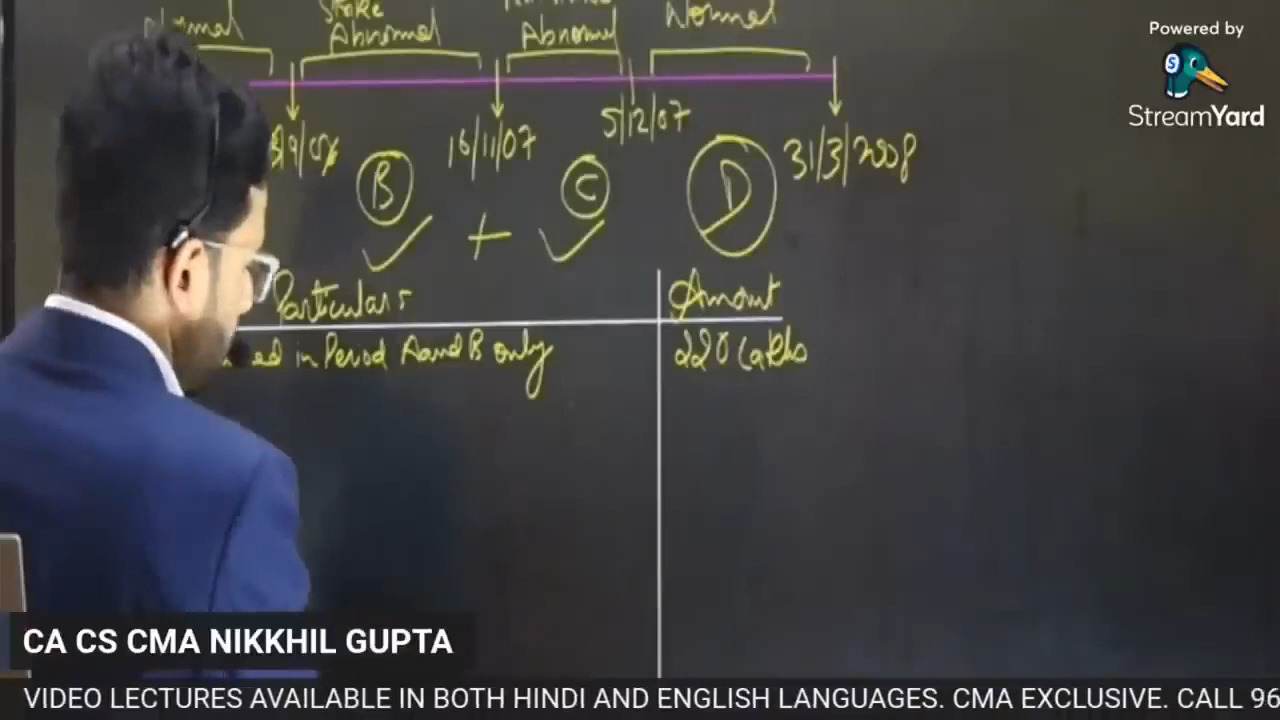 Powered by
StreamYard
Stoke Normal
Abnormal Abnormal
16/11/07 5/12/07 31/3/2008
B + C D
Particulars Amount
in Period A and B only 220 Lakhs
CA CS CMA NIKKHIL GUPTA
VIDEO LECTURES AVAILABLE IN BOTH HINDI AND ENGLISH LANGUAGES. CMA EXCLUSIVE. CALL 96